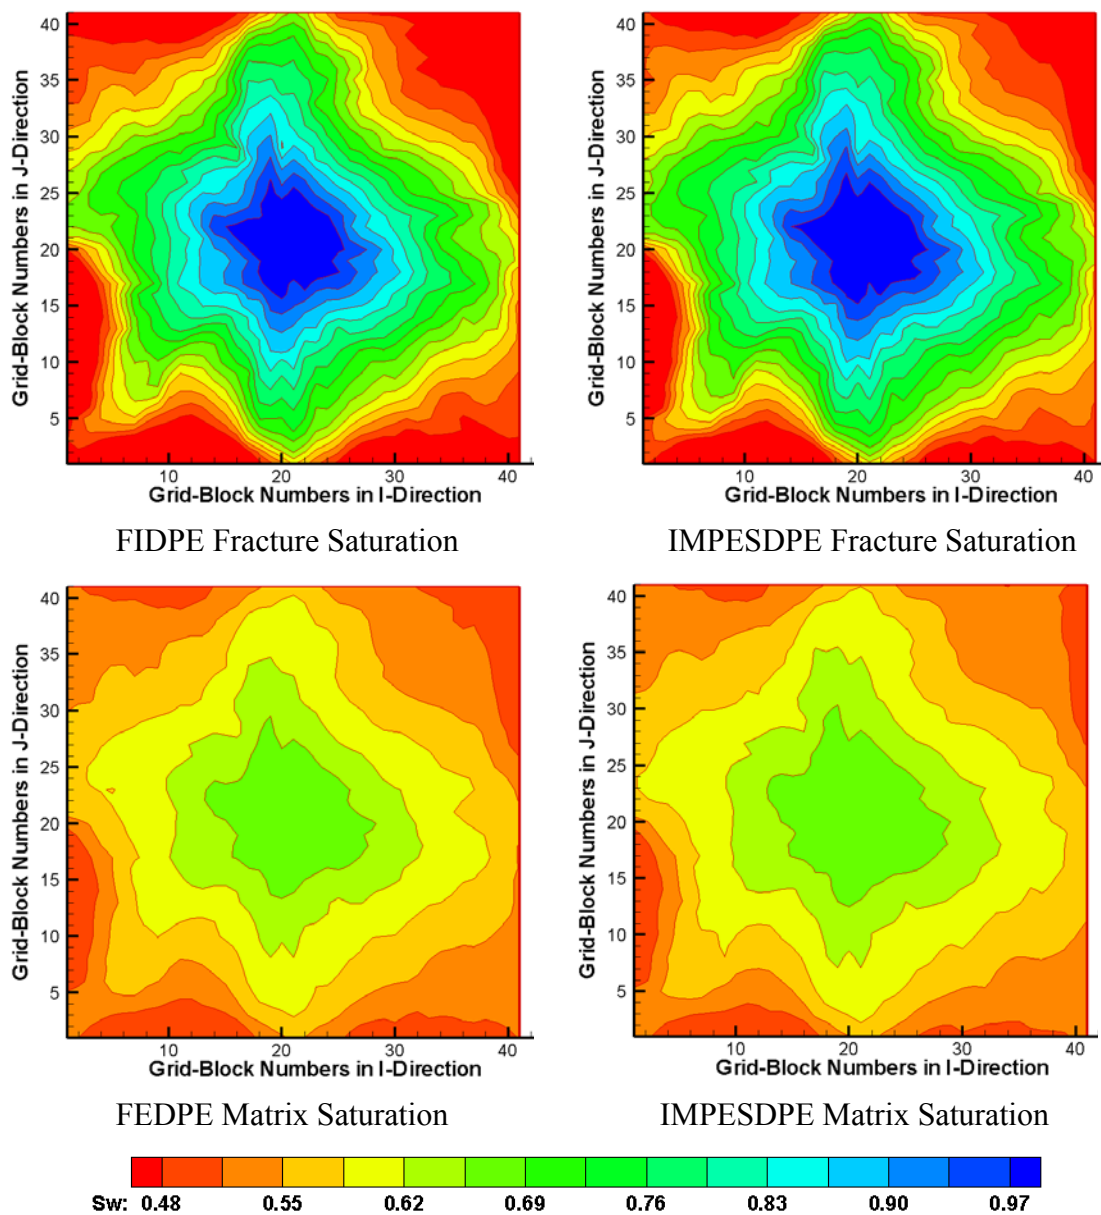 40
35
30
25
20
15
10
5
10 20 30 40
Grid-Block Numbers in J-Direction
Grid-Block Numbers in I-Direction
FIDPE Fracture Saturation
40
35
30
25
20
15
10
5
10 20 30 40
Grid-Block Numbers in J-Direction
Grid-Block Numbers in I-Direction
IMPESDPE Fracture Saturation
40
35
30
25
20
15
10
5
10 20 30 40
Grid-Block Numbers in J-Direction
Grid-Block Numbers in I-Direction
FEDPE Matrix Saturation
40
35
30
25
20
15
10
5
10 20 30 40
Grid-Block Numbers in J-Direction
Grid-Block Numbers in I-Direction
IMPESDPE Matrix Saturation
Sw: 0.48 0.55 0.62 0.69 0.76 0.83 0.90 0.97